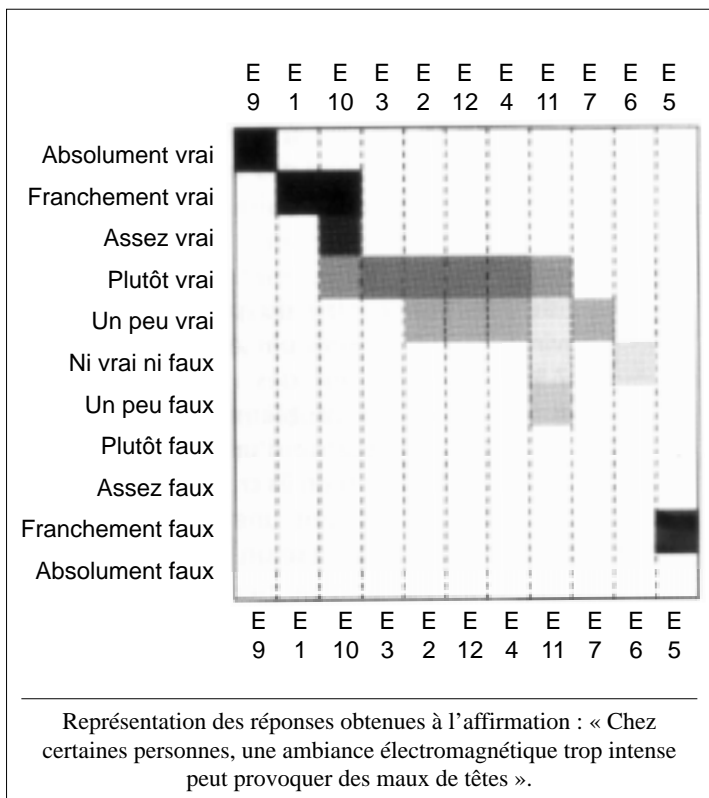 E E E E E E E E E E E
9 1 10 3 2 12 4 11 7 6 5
Absolument vrai
Franchement vrai
Assez vrai
Plutôt vrai
Un peu vrai
Ni vrai ni faux
Un peu faux
Plutôt faux
Assez faux
Franchement faux
Absolument faux
E E E E E E E E E E E
9 1 10 3 2 12 4 11 7 6 5
Représentation des réponses obtenues à l’affirmation : « Chez
certaines personnes, une ambiance électromagnétique trop intense
peut provoquer des maux de têtes ».